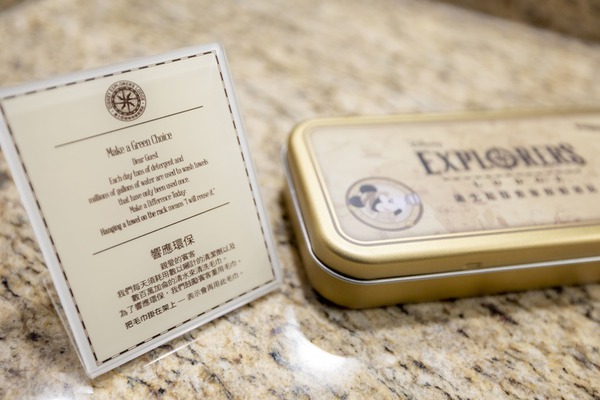 Make a Green Choice
Dear Guest
Each day tons of detergent and
millions of gallons of water are used to wash towels
that have only been used once.
Make a Difference Today.
Hanging a towel on the rack means "I will reuse it."
響應環保
親愛的賓客
我們每天須耗用數以噸計的清潔劑以及
數百萬加侖的清水來清洗毛巾。
為了響應環保，我們鼓勵賓客重用毛巾。
把毛巾掛在架上 — 表示會再用此毛巾。
Disney
EXPLORERS
LODGE